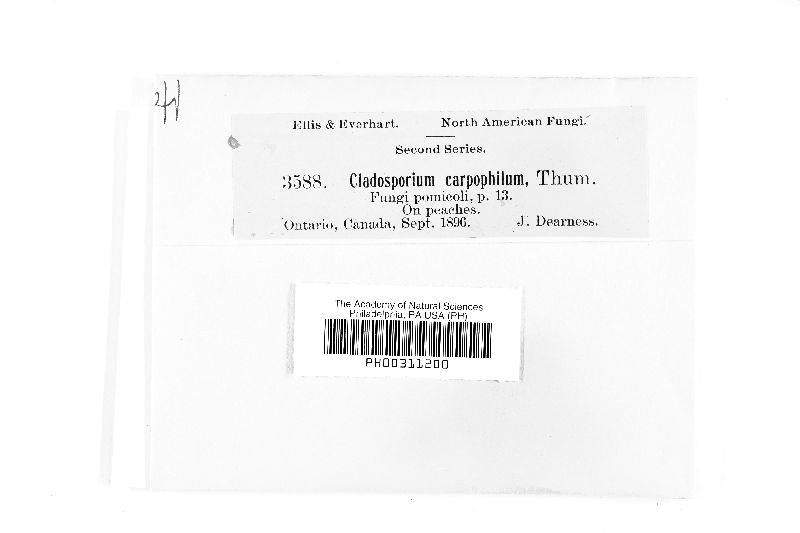 Ellis & Everhart. North American Fungi.
Second Series.
3588. Cladosporium carpophilum, Thum.
Fungi pomicoli, p. 13.
On peaches.
Ontario, Canada, Sept. 1896. J. Dearness.
The Academy of Natural Sciences
Philadelphia, PA USA (PH)
PH00311200